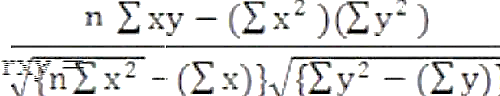 n ∑xy − (∑x² )(∑y² )
rxy =
√{n∑x² - (∑x)}√{∑y² − (∑y)}